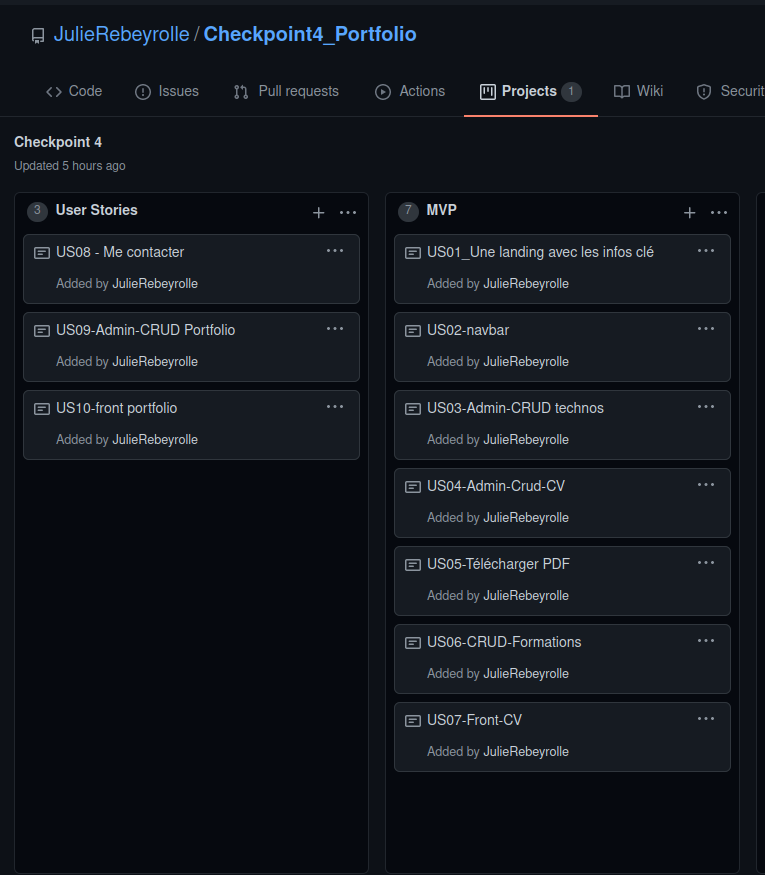 JulieRebeyrolle / Checkpoint4_Portfolio
Code Issues Pull requests Actions Projects 1 Wiki Securit
Checkpoint 4
Updated 5 hours ago
3 User Stories
US08 - Me contacter
Added by JulieRebeyrolle
US09-Admin-CRUD Portfolio
Added by JulieRebeyrolle
US10-front portfolio
Added by JulieRebeyrolle
7 MVP
US01_Une landing avec les infos clé
Added by JulieRebeyrolle
US02-navbar
Added by JulieRebeyrolle
US03-Admin-CRUD technos
Added by JulieRebeyrolle
US04-Admin-Crud-CV
Added by JulieRebeyrolle
US05-Télécharger PDF
Added by JulieRebeyrolle
US06-CRUD-Formations
Added by JulieRebeyrolle
US07-Front-CV
Added by JulieRebeyrolle